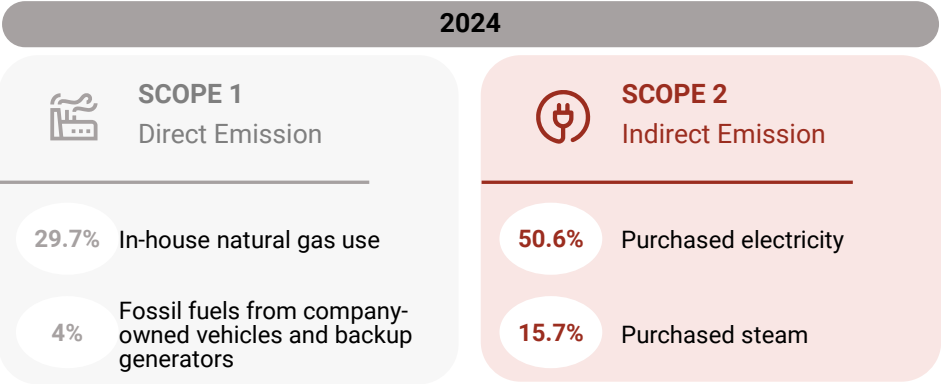 2024
SCOPE 1
Direct Emission
29.7% In-house natural gas use
4%
Fossil fuels from company-
owned vehicles and backup
generators
SCOPE 2
Indirect Emission
50.6% Purchased electricity
15.7% Purchased steam